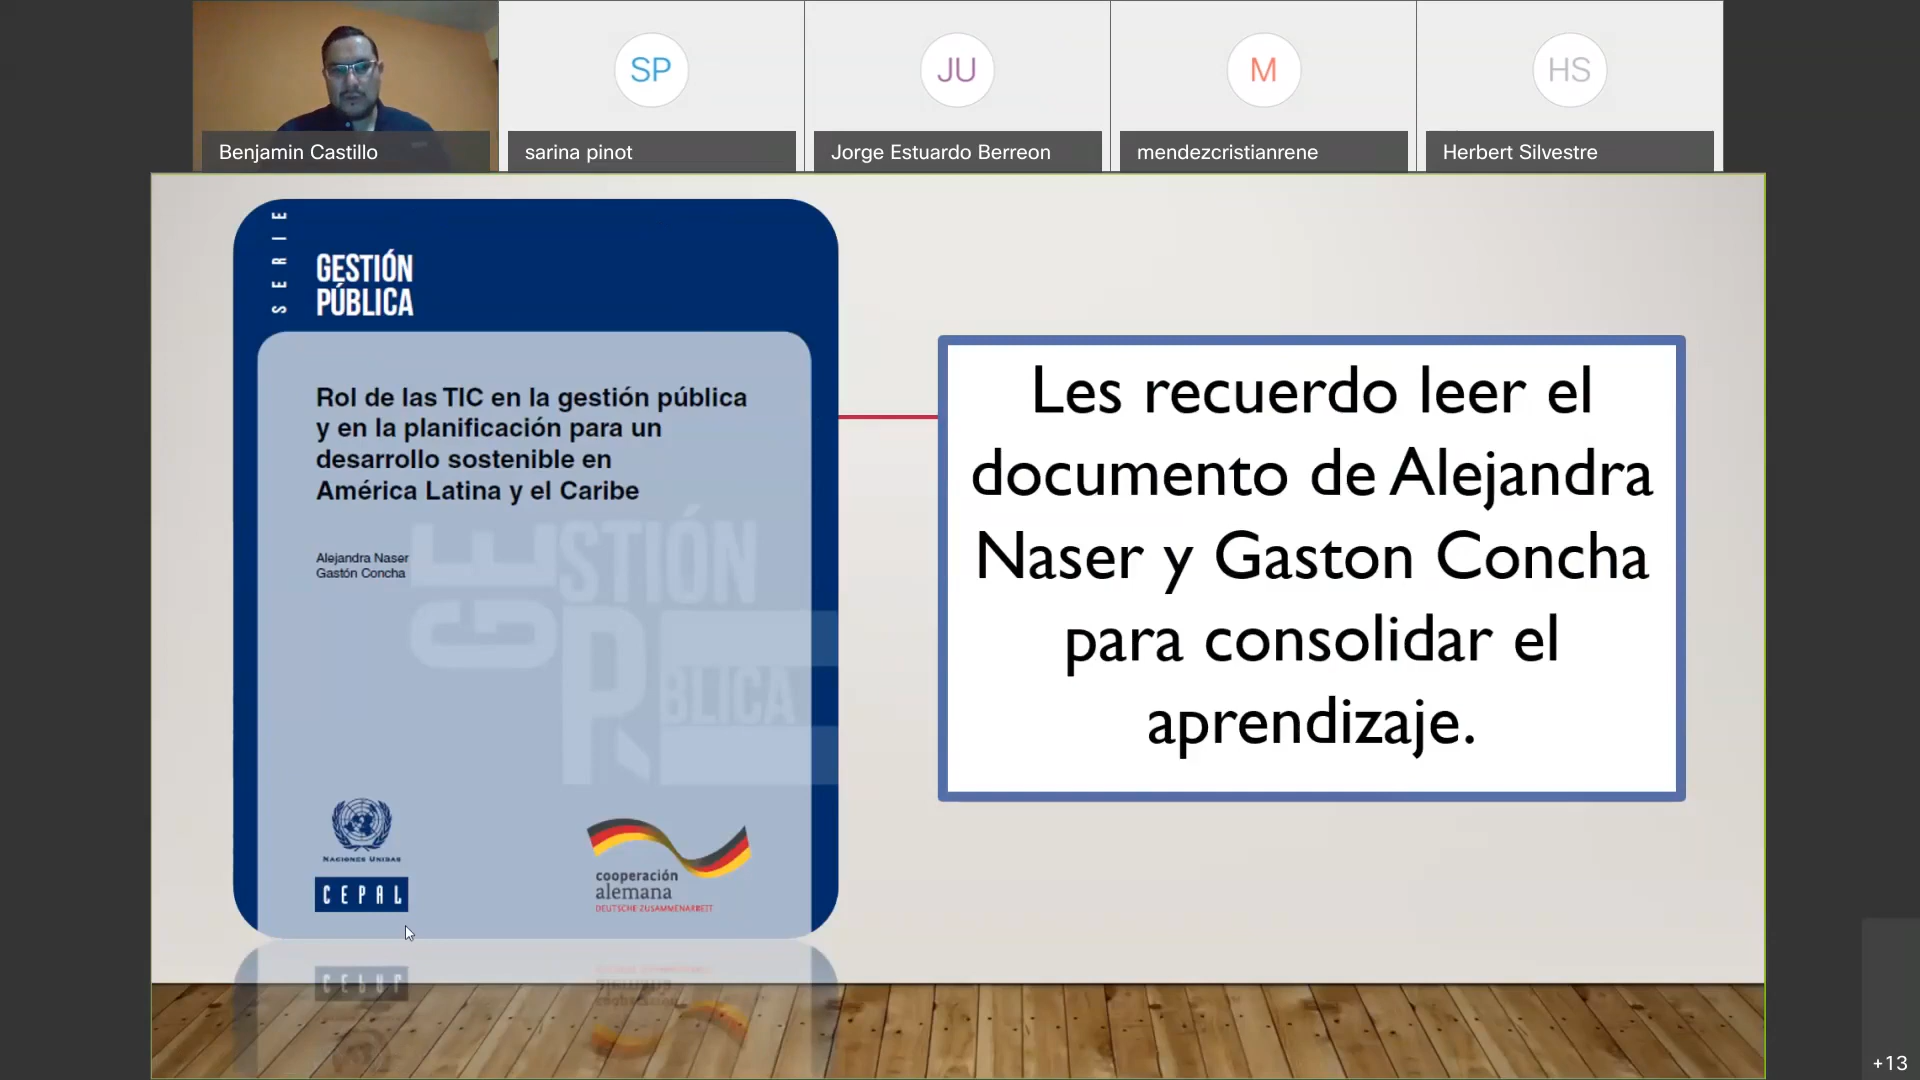 SP
JU
M
HS
Benjamin Castillo
sarina pinot
Jorge Estuardo Berreon
mendezcristianrene
Herbert Silvestre
SERIE
GESTIÓN
PÚBLICA
Rol de las TIC en la gestión pública
y en la planificación para un
desarrollo sostenible en
América Latina y el Caribe
Alejandra Naser
Gastón Concha
GESTIÓN
PÚBLICA
NACIONES UNIDAS
CEPAL
cooperación
alemana
DEUTSCHE ZUSAMMENARBEIT
Les recuerdo leer el
documento de Alejandra
Naser y Gaston Concha
para consolidar el
aprendizaje.
+13